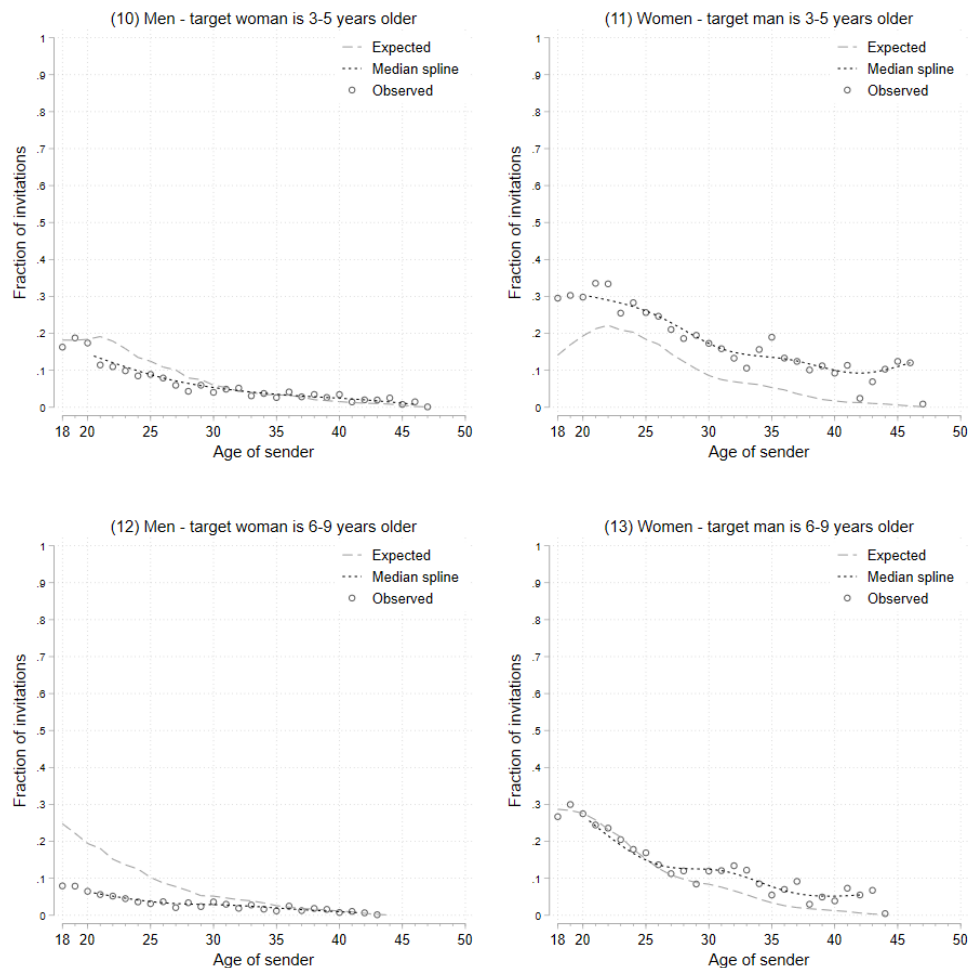 (10) Men - target woman is 3-5 years older
Expected
Median spline
Observed
1
.9
.8
.7
.6
.5
.4
.3
.2
.1
0
Fraction of invitations
18 20 25 30 35 40 45 50
Age of sender
(11) Women - target man is 3-5 years older
Expected
Median spline
Observed
1
.9
.8
.7
.6
.5
.4
.3
.2
.1
0
Fraction of invitations
18 20 25 30 35 40 45 50
Age of sender
(12) Men - target woman is 6-9 years older
Expected
Median spline
Observed
1
.9
.8
.7
.6
.5
.4
.3
.2
.1
0
Fraction of invitations
18 20 25 30 35 40 45 50
Age of sender
(13) Women - target man is 6-9 years older
Expected
Median spline
Observed
1
.9
.8
.7
.6
.5
.4
.3
.2
.1
0
Fraction of invitations
18 20 25 30 35 40 45 50
Age of sender